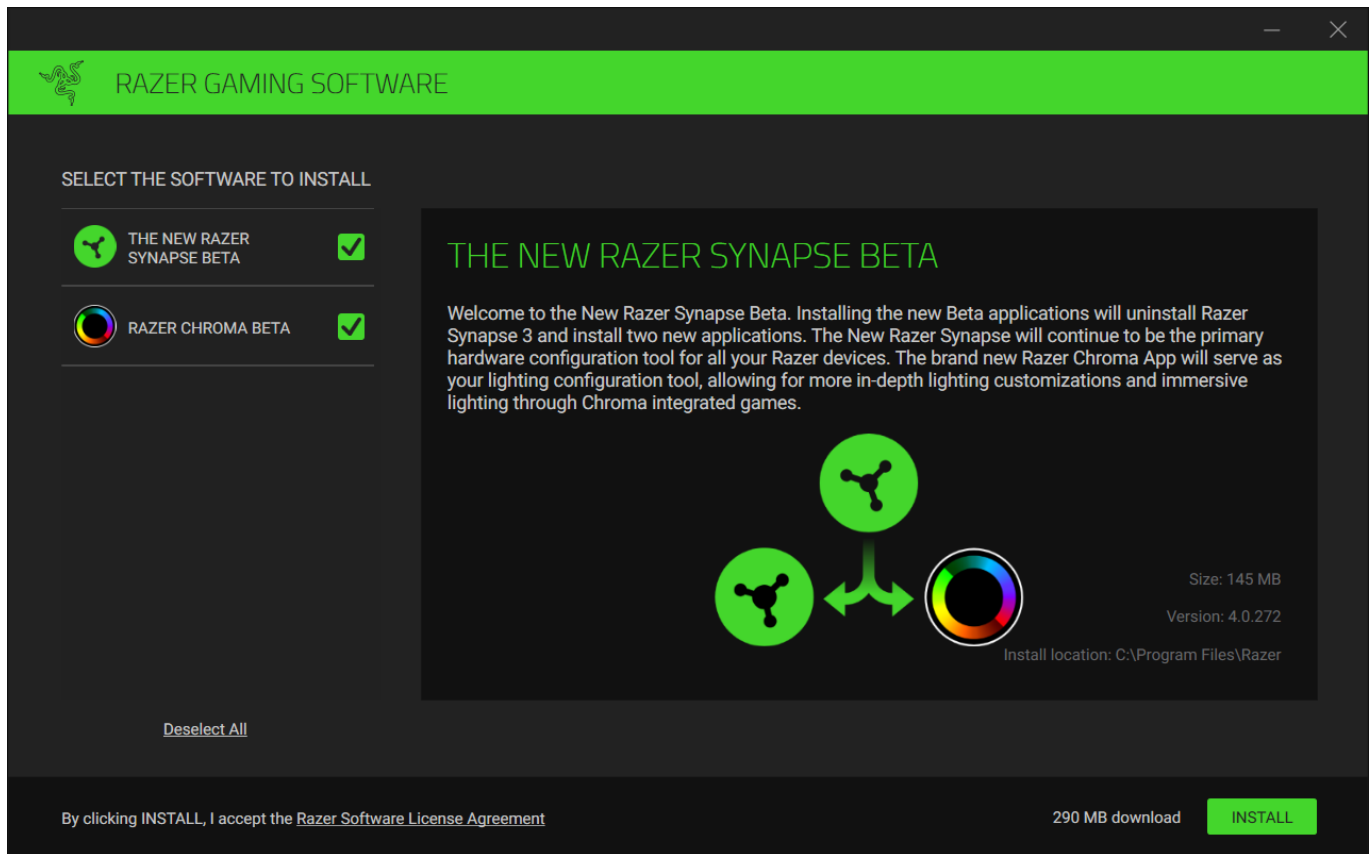 RAZER GAMING SOFTWARE
SELECT THE SOFTWARE TO INSTALL
THE NEW RAZER
SYNAPSE BETA
RAZER CHROMA BETA
Deselect All
THE NEW RAZER SYNAPSE BETA
Welcome to the New Razer Synapse Beta. Installing the new Beta applications will uninstall Razer
Synapse 3 and install two new applications. The New Razer Synapse will continue to be the primary
hardware configuration tool for all your Razer devices. The brand new Razer Chroma App will serve as
your lighting configuration tool, allowing for more in-depth lighting customizations and immersive
lighting through Chroma integrated games.
Size: 145 MB
Version: 4.0.272
Install location: C:\Program Files\Razer
By clicking INSTALL, I accept the Razer Software License Agreement
290 MB download
INSTALL